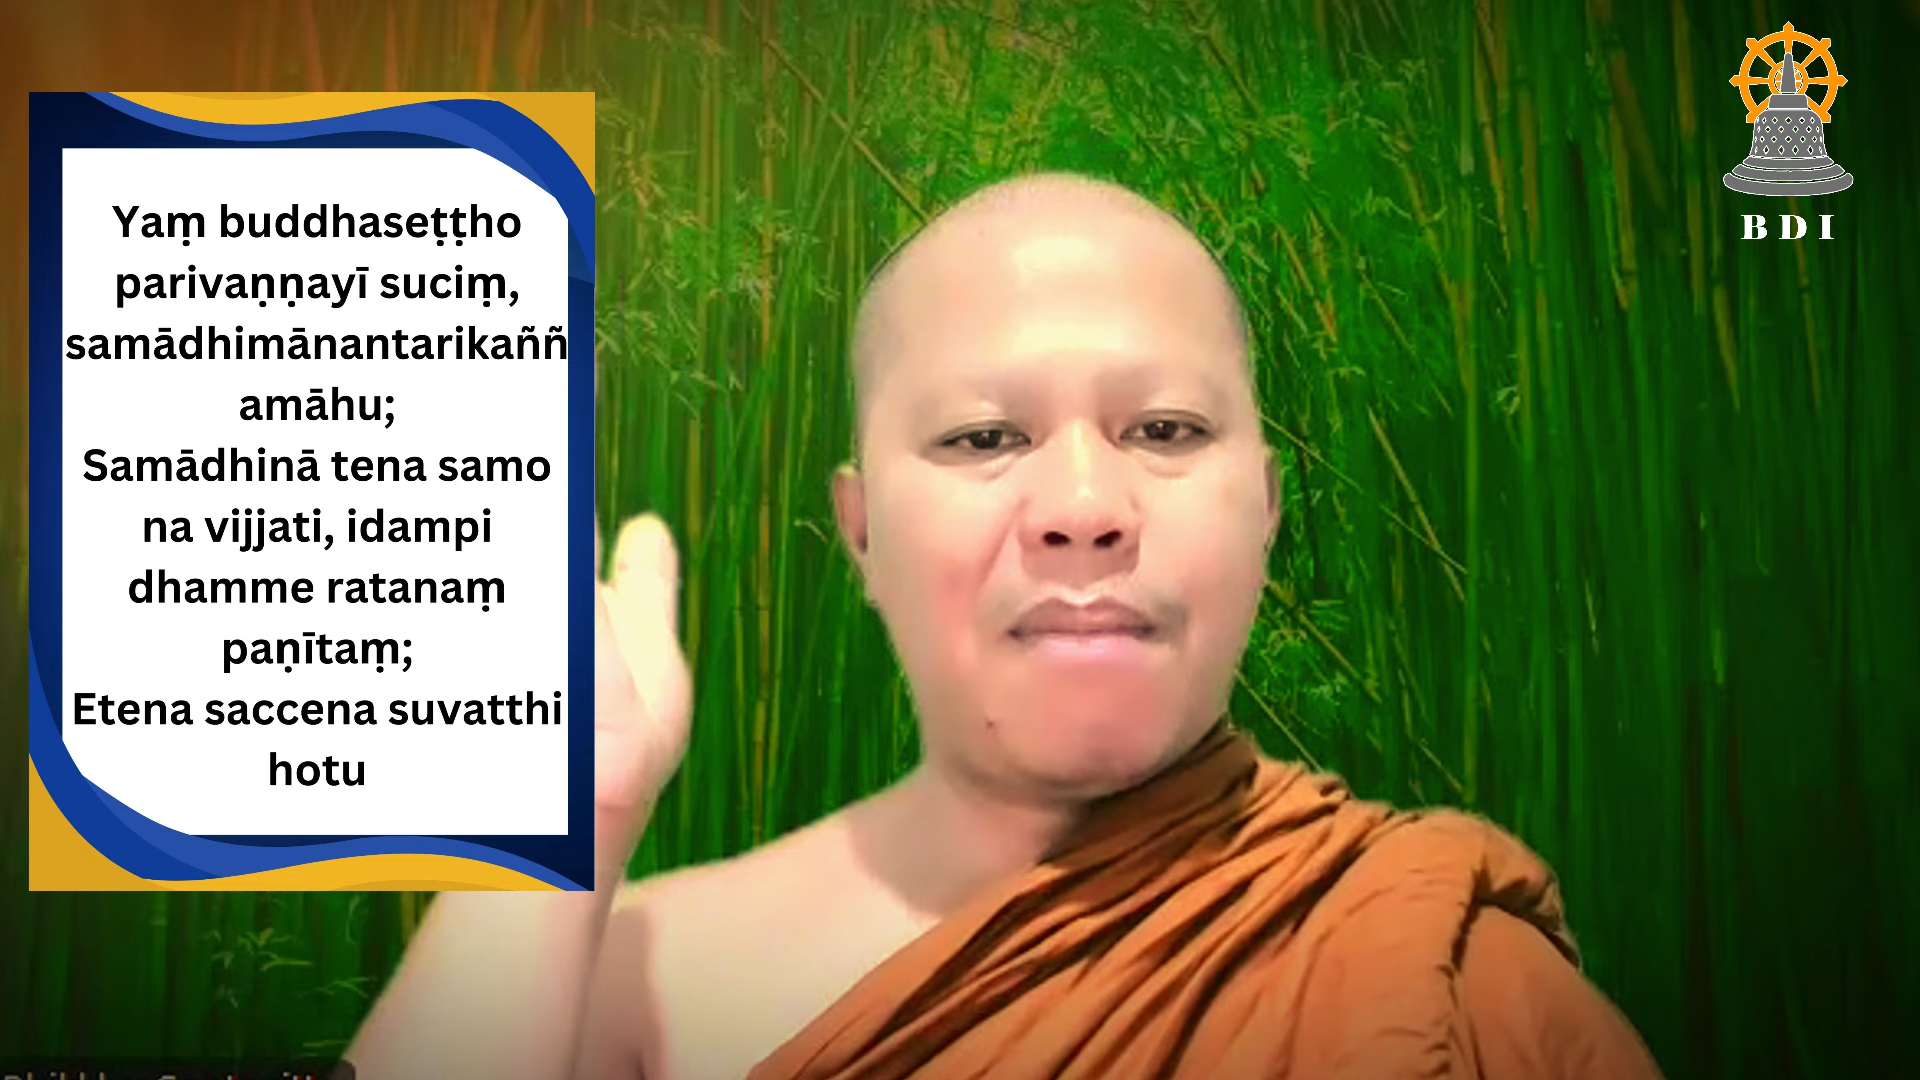 Yaṃ buddhaseṭṭho
parivaṇṇayī suciṃ,
samādhimānantarikaññ
amāhu;
Samādhinā tena samo
na vijjati, idampi
dhamme ratanaṃ
paṇītaṃ;
Etena saccena suvatthi
hotu
B D I